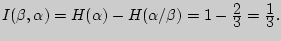 I(β, α) = H(α) − H(α/β) = 1 − 2/3 = 1/3.